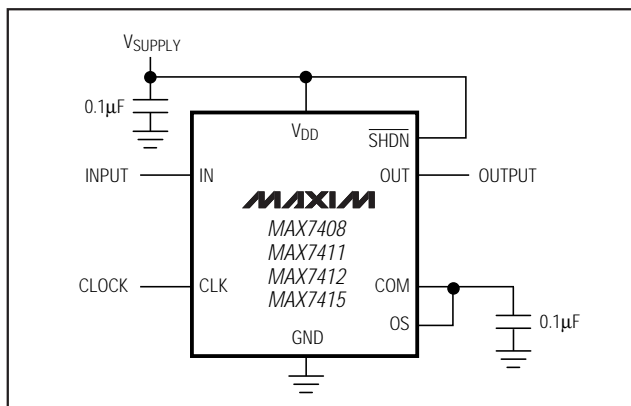 VSUPPLY
0.1µF
VDD
SHDN
INPUT
IN
OUT
OUTPUT
MAXIM
MAX7408
MAX7411
MAX7412
MAX7415
CLOCK
CLK
COM
OS
0.1µF
GND